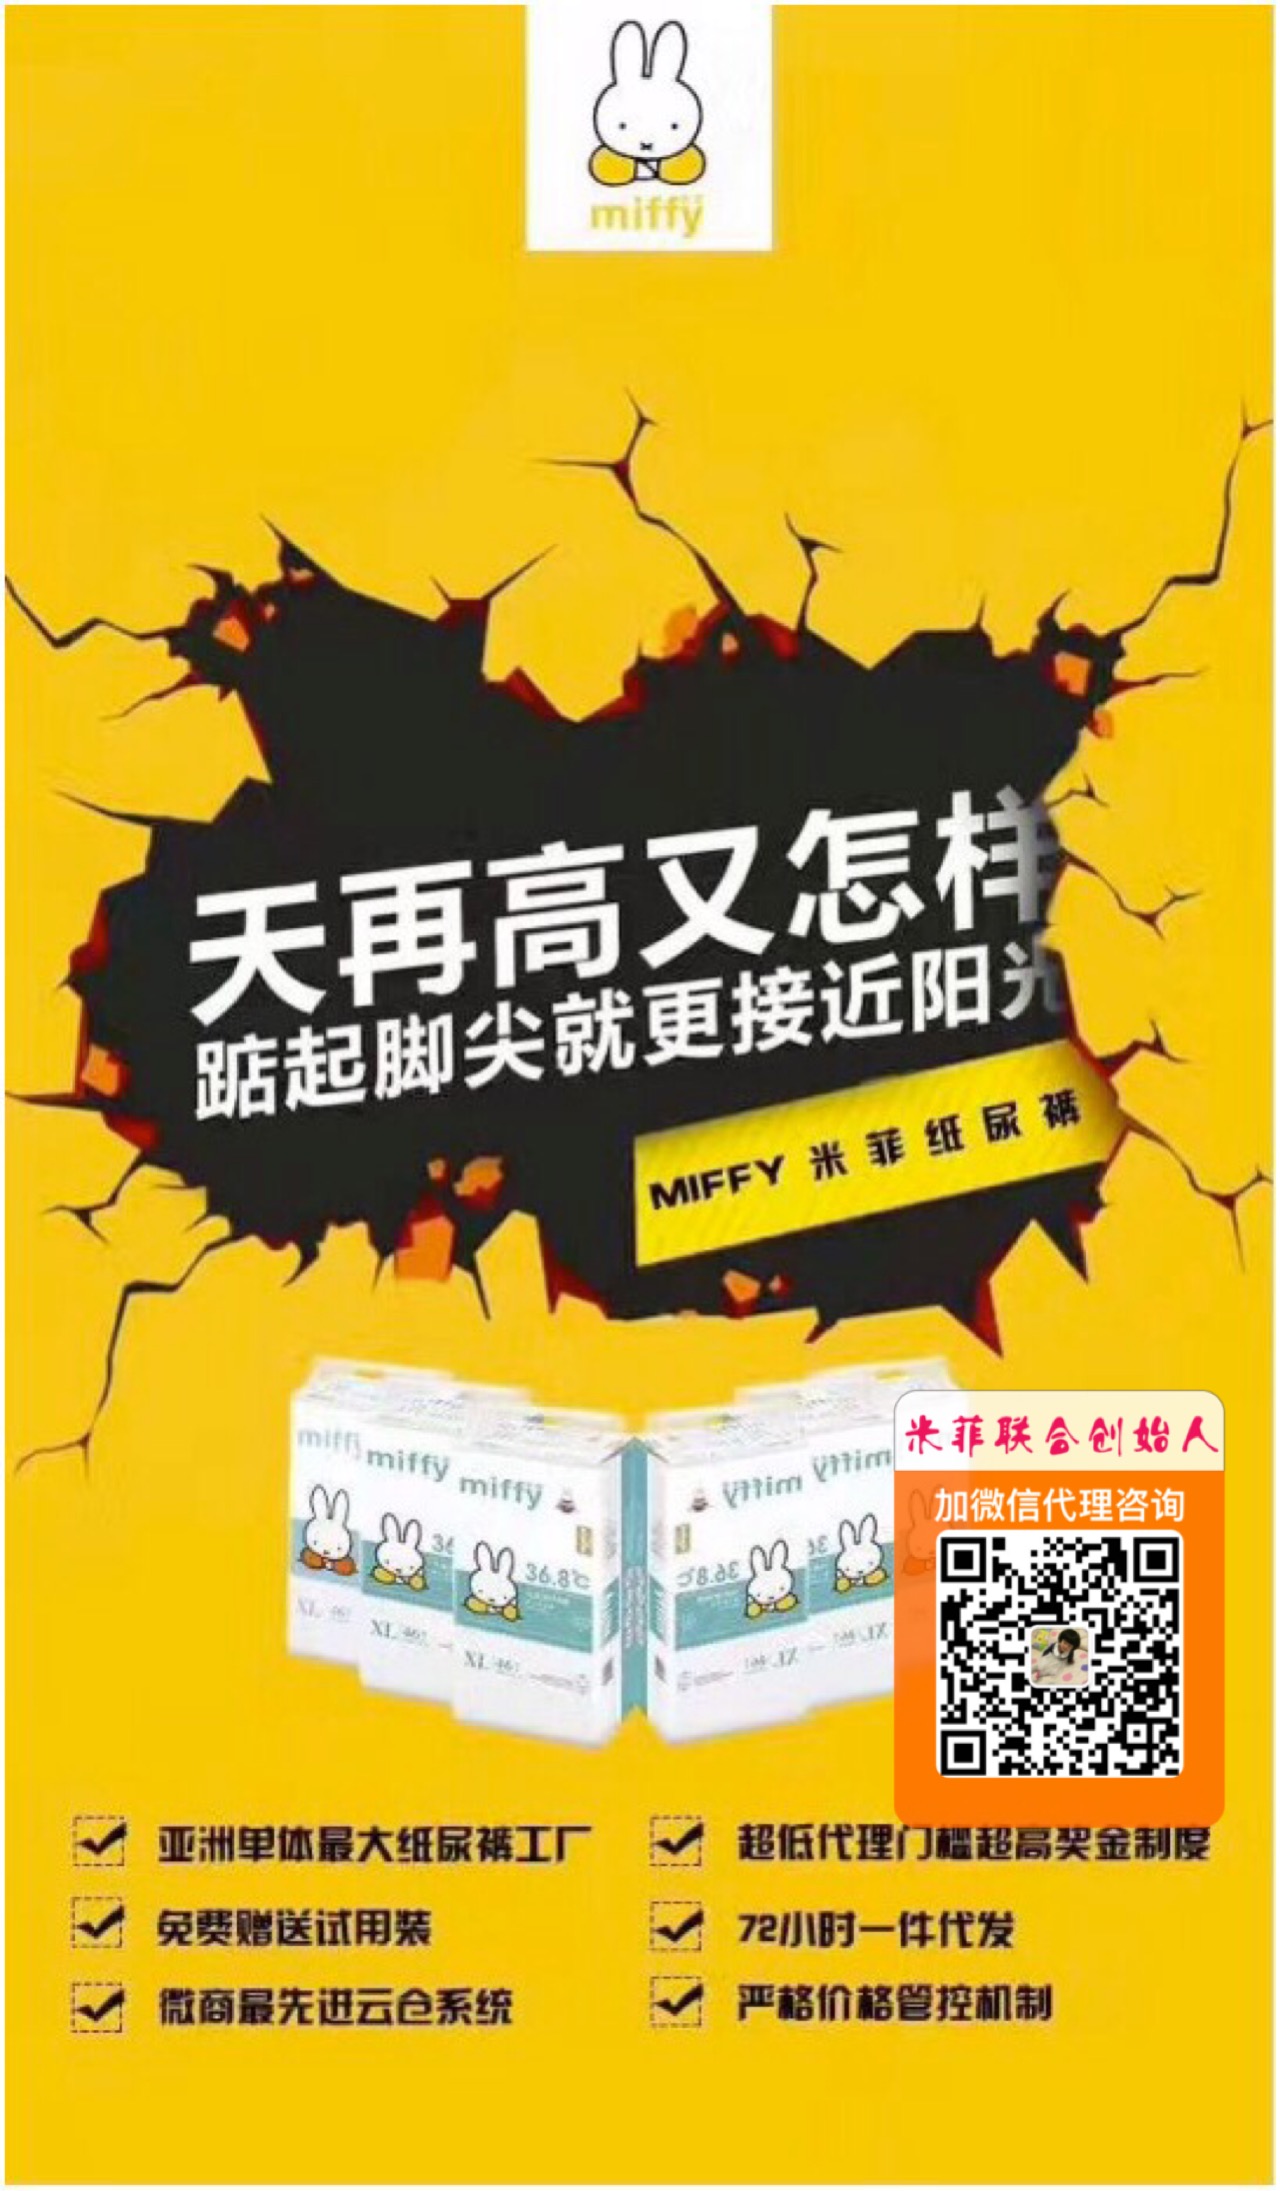 miffy
天再高又怎样
踮起脚尖就更接近阳光
MIFFY 米菲纸尿裤
miffy
miffy
miffy
36.8℃
XL 46
XL 46
XL 46
米菲联合创始人
加微信代理咨询
亚洲单体最大纸尿裤工厂
超低代理门槛超高奖金制度
免费赠送试用装
72小时一件代发
微商最先进云仓系统
严格价格管控机制